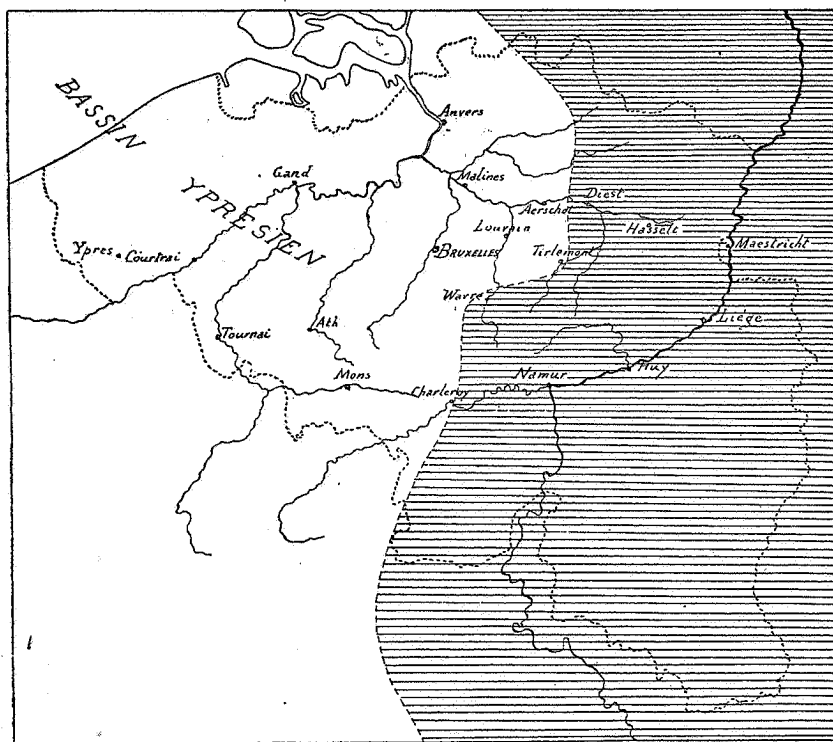 BASSIN
YPRESIEN
Anvers
Gand
Malines
Diest
Aerschot
Louvain
Hasselt
Ypres
Courtrai
BRUXELLES
Tirlemont
Maestricht
Wavre
Tournai
Ath
Liége
Mons
Namur
Huy
Charleroy